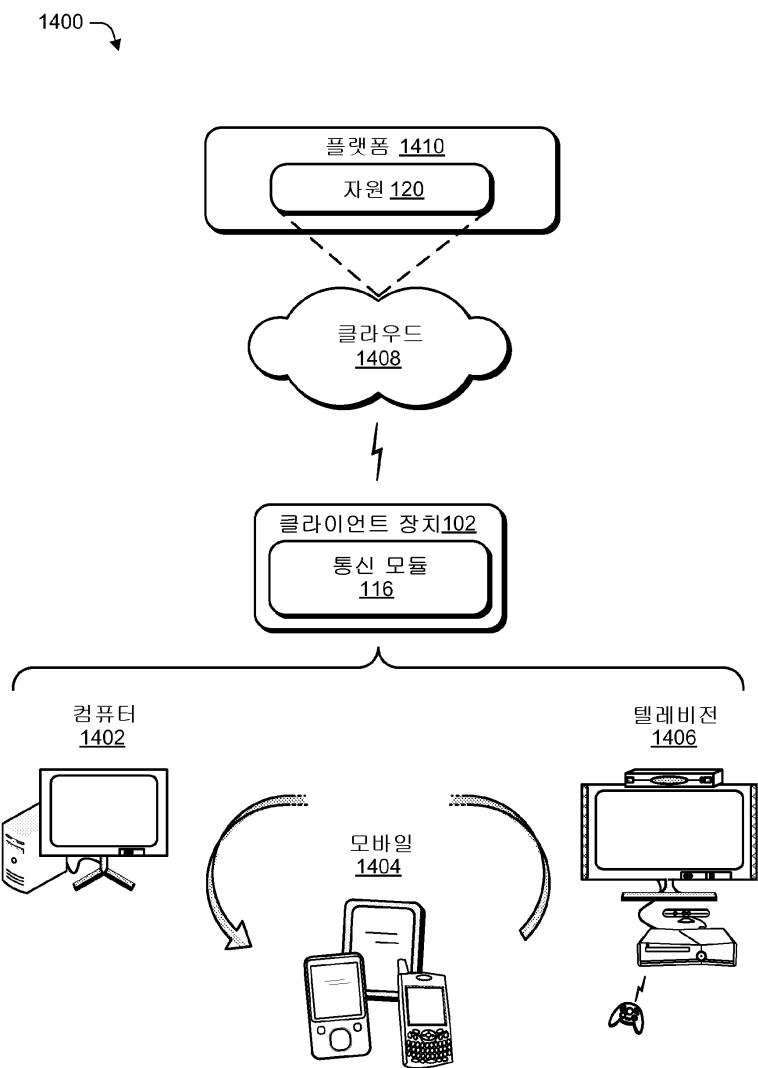 1400
플랫폼 1410
자원 120
클라우드
1408
클라이언트 장치102
통신 모듈
116
컴퓨터
1402
텔레비전
1406
모바일
1404